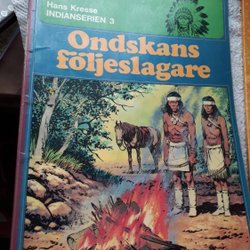 Hans Kresse
INDIANSERIEN 3
Ondskans
följeslagare